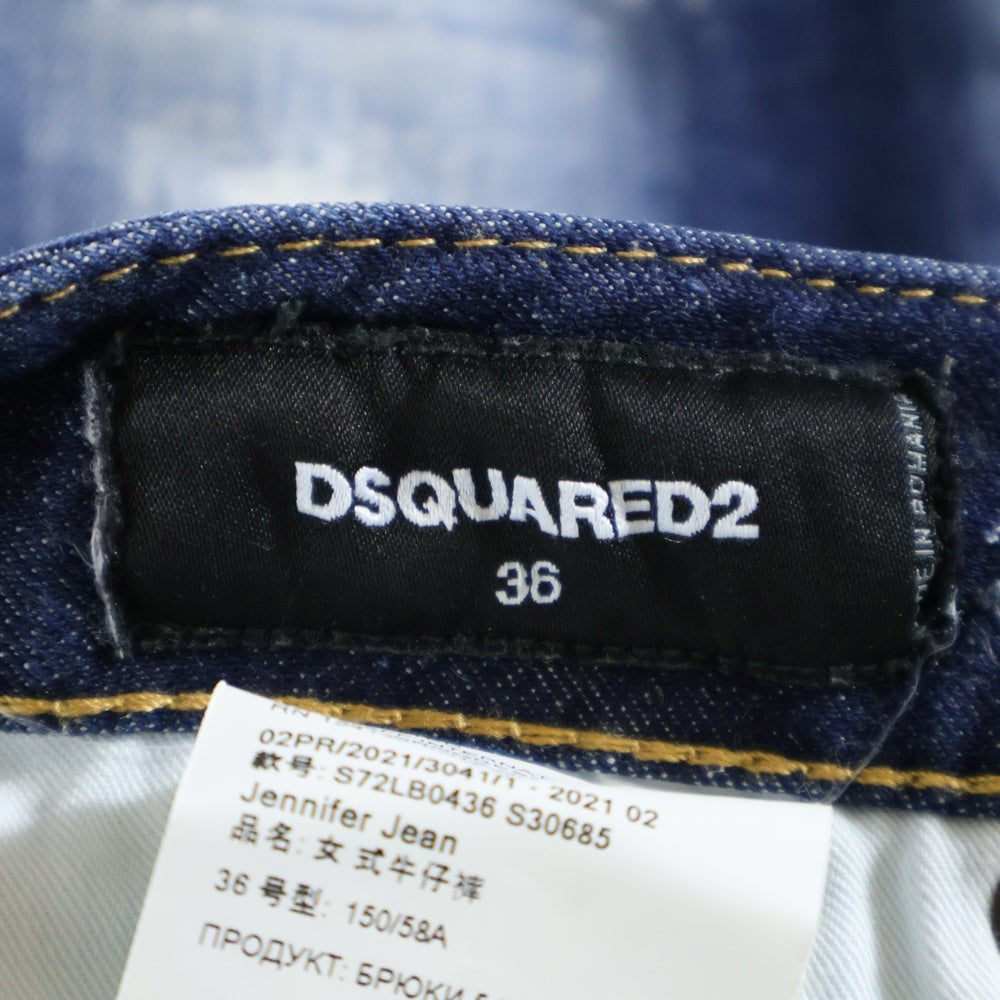 DSQUARED2
36
02PR/2021/3041/1 - 2021 02
款号: S72LB0436 S30685
Jennifer Jean
品名: 女式牛仔裤
36 号型: 150/58A
ПРОДУКТ: БРЮКИ